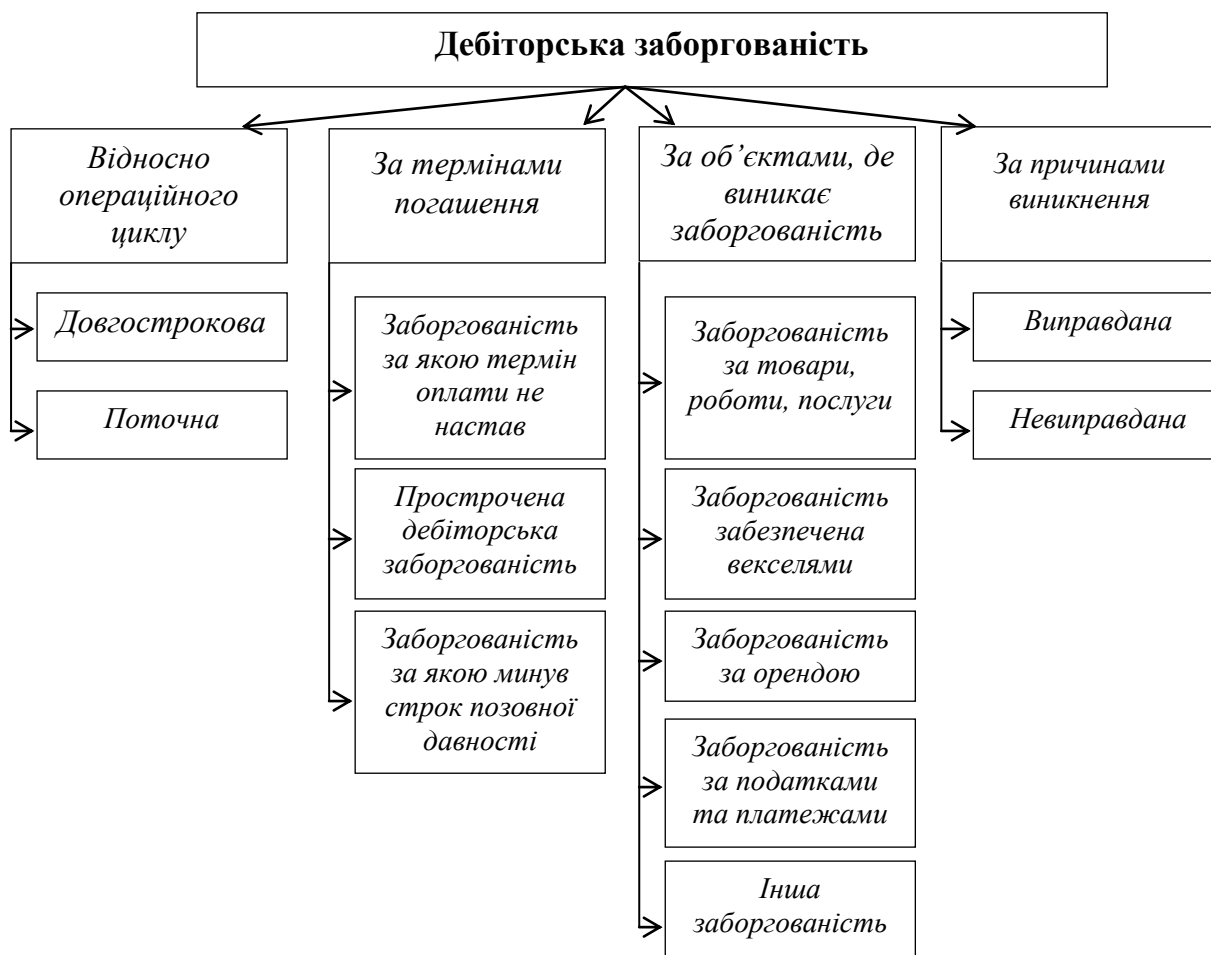 Дебіторська заборгованість
Відносно
операційного
циклу
Довгострокова
Поточна
За термінами
погашення
Заборгованість
за якою термін
оплати не
настав
Прострочена
дебіторська
заборгованість
Заборгованість
за якою минув
строк позовної
давності
За об’єктами, де
виникає
заборгованість
Заборгованість
за товари,
роботи, послуги
Заборгованість
забезпечена
векселями
Заборгованість
за орендою
Заборгованість
за податками
та платежами
Інша
заборгованість
За причинами
виникнення
Виправдана
Невиправдана